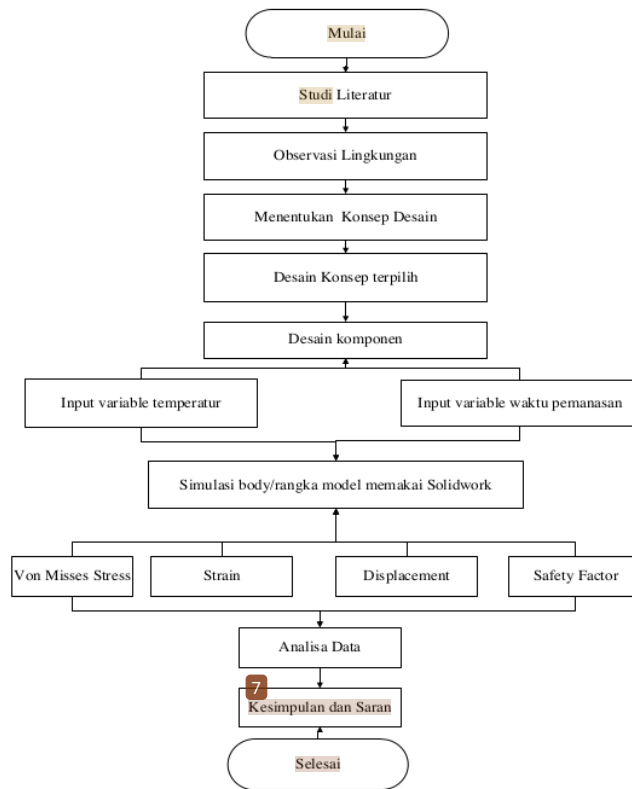 Mulai
Studi Literatur
Observasi Lingkungan
Menentukan Konsep Desain
Desain Konsep terpilih
Desain komponen
Input variable temperatur
Input variable waktu pemanasan
Simulasi body/rangka model memakai Solidwork
Von Misses Stress
Strain
Displacement
Safety Factor
Analisa Data
7
Kesimpulan dan Saran
Selesai